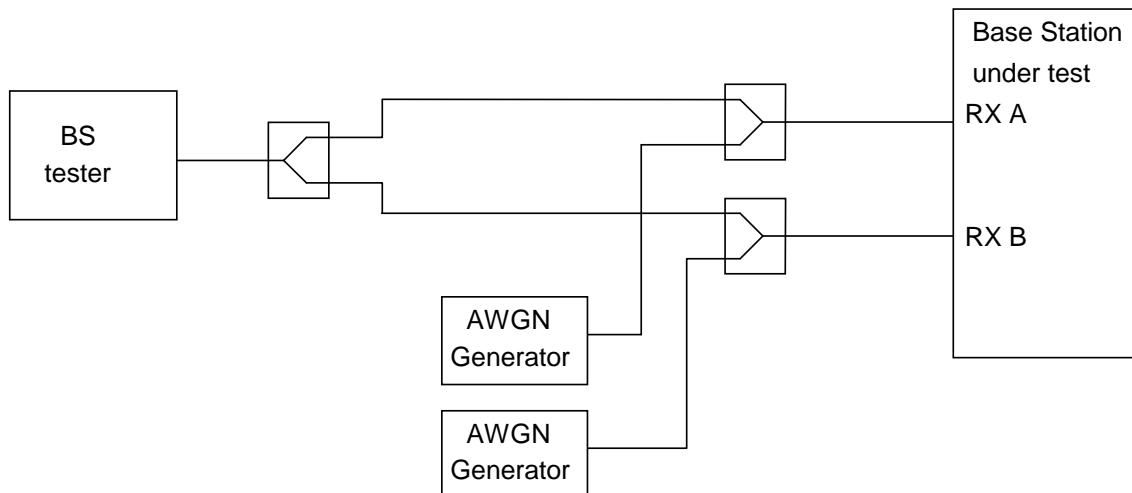 BS
tester
Base Station
under test
RX A
RX B
AWGN
Generator
AWGN
Generator